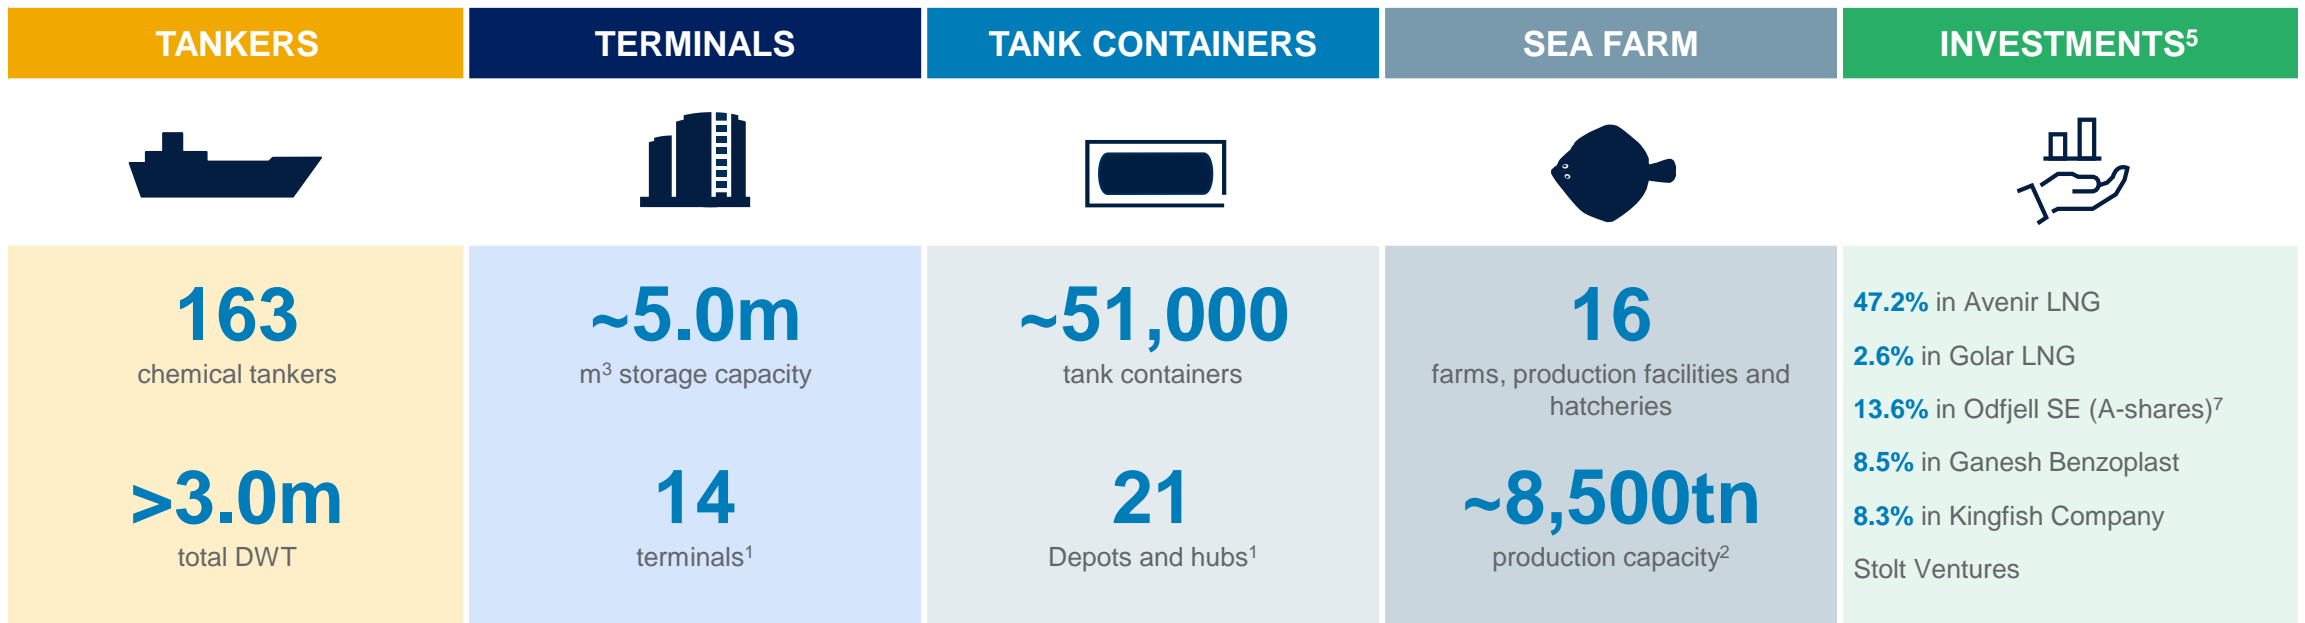 TANKERS
163
chemical tankers
>3.0m
total DWT
TERMINALS
~5.0m
m³ storage capacity
14
terminals¹
TANK CONTAINERS
~51,000
tank containers
21
Depots and hubs¹
SEA FARM
16
farms, production facilities and
hatcheries
~8,500tn
production capacity²
INVESTMENTS⁵
47.2% in Avenir LNG
2.6% in Golar LNG
13.6% in Odfjell SE (A-shares)⁷
8.5% in Ganesh Benzoplast
8.3% in Kingfish Company
Stolt Ventures